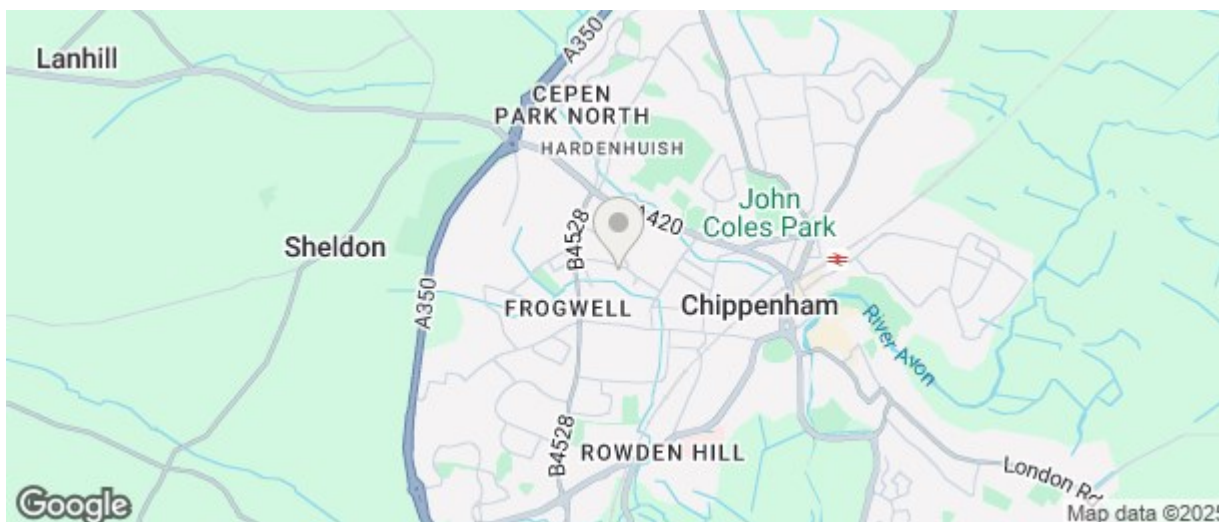 Lanhill
A350
CEPEN
PARK NORTH
HARDENHUISH
John
Coles Park
A420
B4528
Sheldon
A350
FROGWELL
Chippenham
River Avon
B4528
ROWDEN HILL
London Rd
Google
Map data ©2025